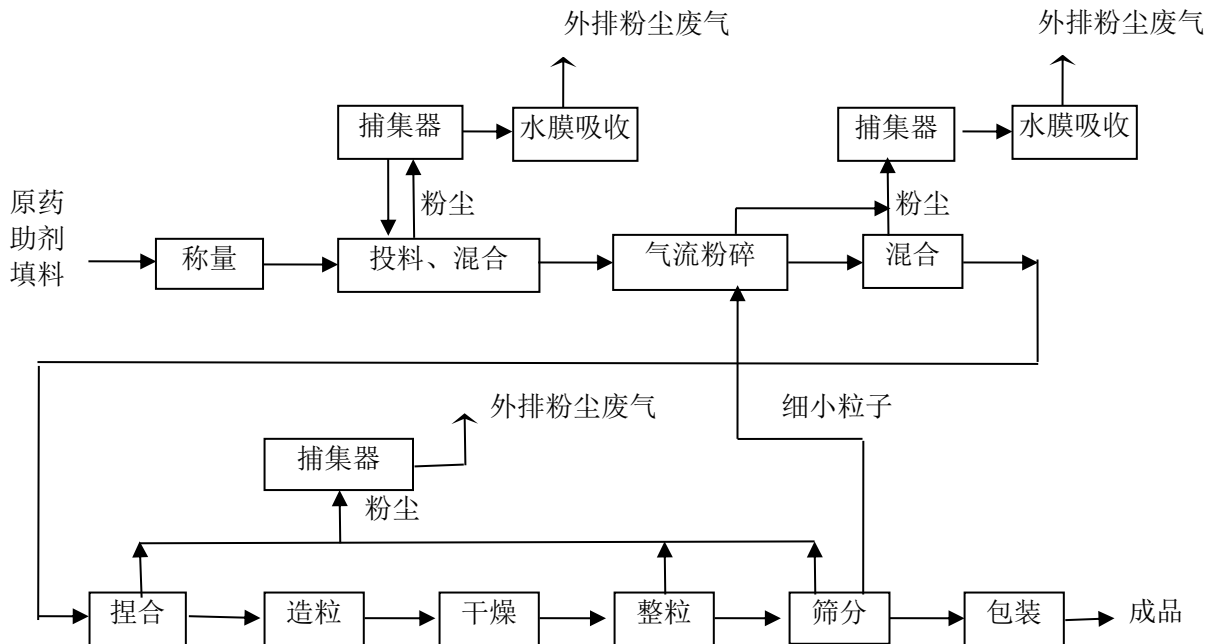 外排粉尘废气
外排粉尘废气
捕集器
水膜吸收
捕集器
水膜吸收
原药
助剂
填料
粉尘
粉尘
称量
投料、混合
气流粉碎
混合
外排粉尘废气
细小粒子
捕集器
粉尘
捏合
造粒
干燥
整粒
筛分
包装
成品